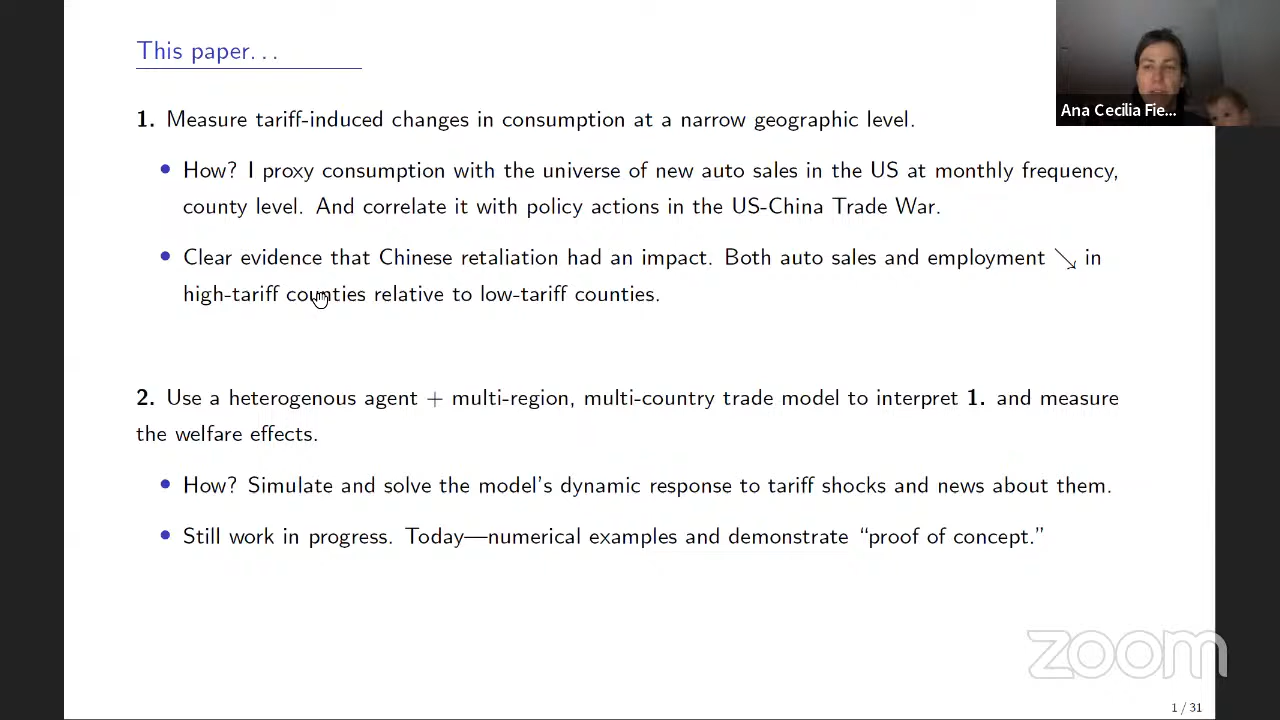 This paper. . .
Ana Cecilia Fie...
1. Measure tariff-induced changes in consumption at a narrow geographic level.
• How? I proxy consumption with the universe of new auto sales in the US at monthly frequency,
county level. And correlate it with policy actions in the US-China Trade War.
• Clear evidence that Chinese retaliation had an impact. Both auto sales and employment ↘ in
high-tariff counties relative to low-tariff counties.
2. Use a heterogenous agent + multi-region, multi-country trade model to interpret 1. and measure
the welfare effects.
• How? Simulate and solve the model's dynamic response to tariff shocks and news about them.
• Still work in progress. Today—numerical examples and demonstrate “proof of concept.”
zoom
1 / 31